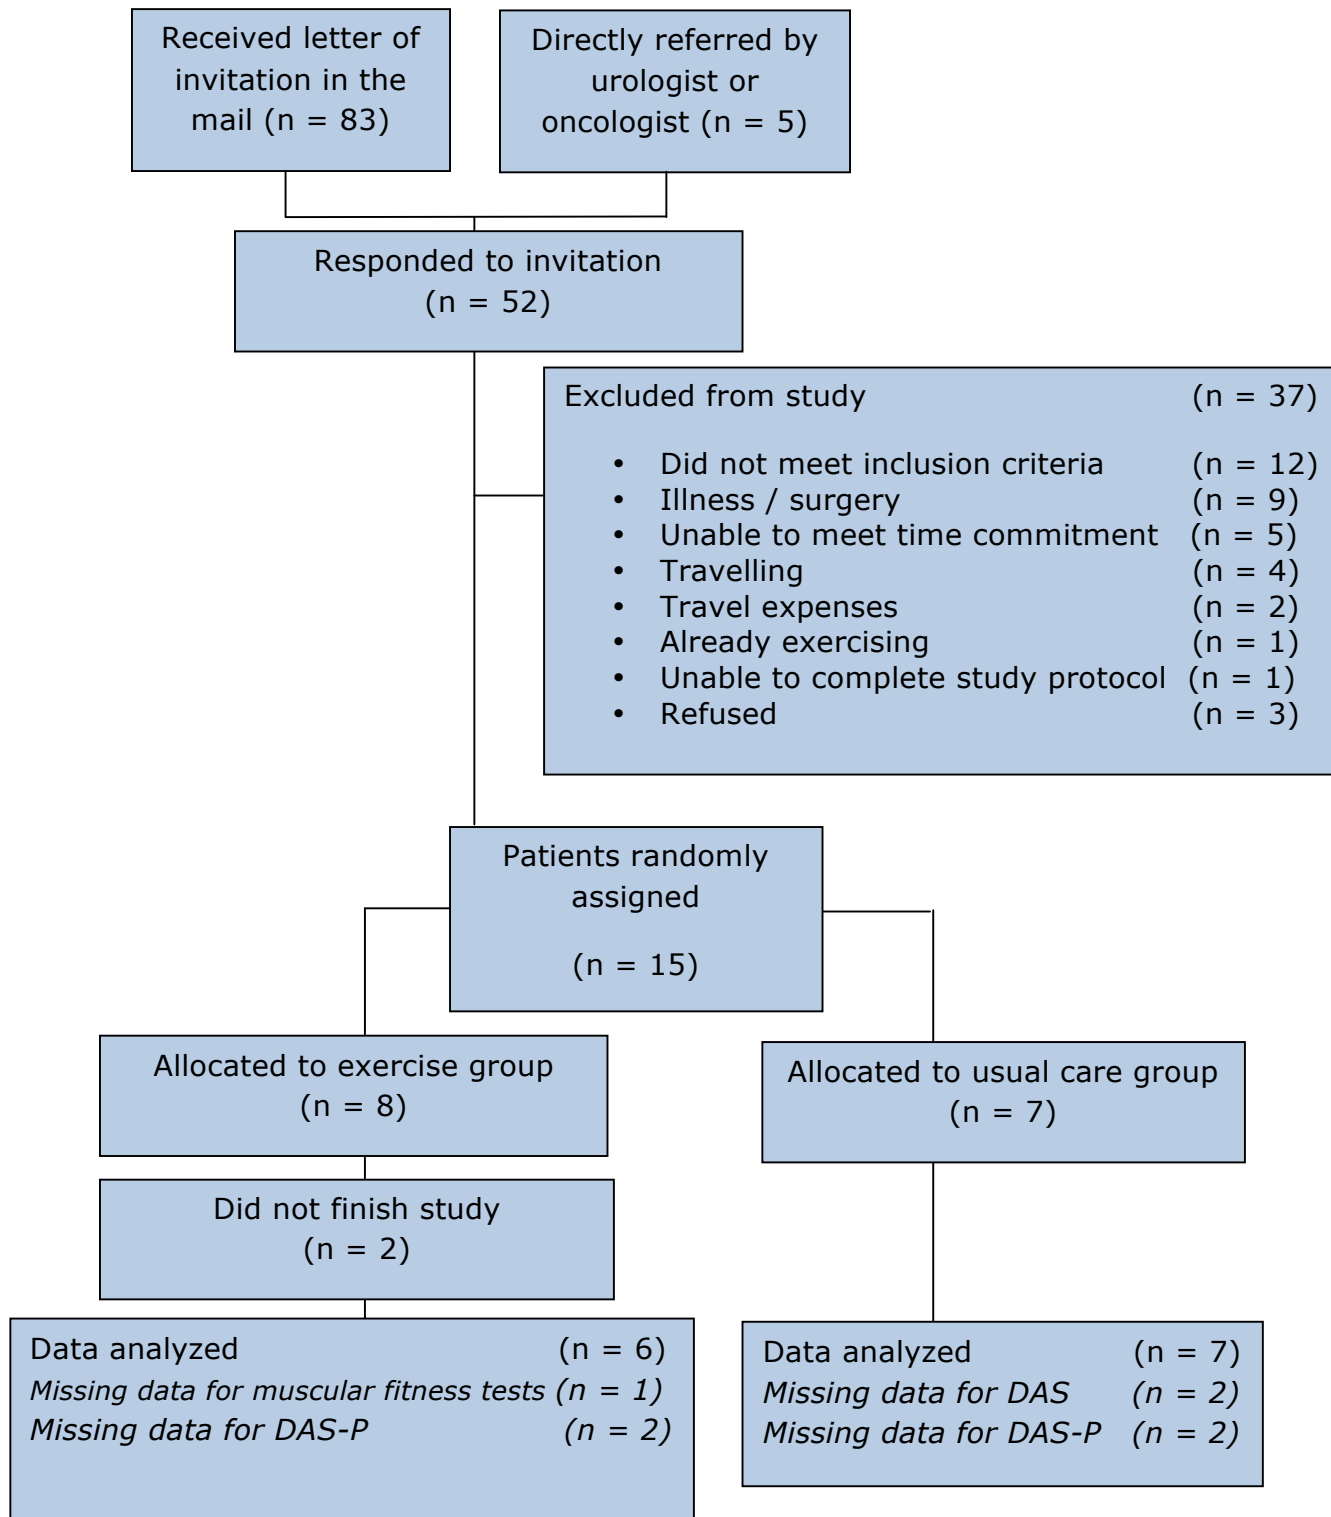 Received letter of
invitation in the
mail (n = 83)
Directly referred by
urologist or
oncologist (n = 5)
Responded to invitation
(n = 52)
Excluded from study (n = 37)
• Did not meet inclusion criteria (n = 12)
• Illness / surgery (n = 9)
• Unable to meet time commitment (n = 5)
• Travelling (n = 4)
• Travel expenses (n = 2)
• Already exercising (n = 1)
• Unable to complete study protocol (n = 1)
• Refused (n = 3)
Patients randomly
assigned
(n = 15)
Allocated to exercise group
(n = 8)
Allocated to usual care group
(n = 7)
Did not finish study
(n = 2)
Data analyzed (n = 6)
Missing data for muscular fitness tests (n = 1)
Missing data for DAS-P (n = 2)
Data analyzed (n = 7)
Missing data for DAS (n = 2)
Missing data for DAS-P (n = 2)